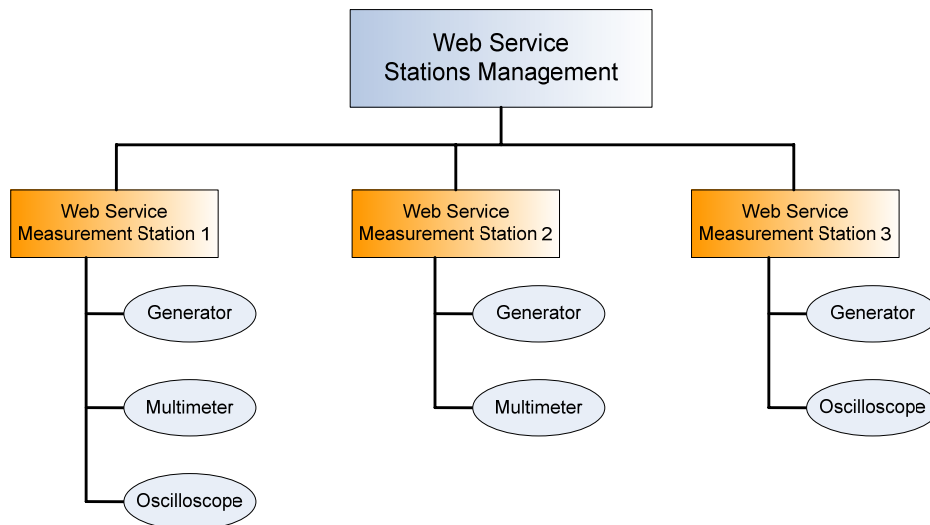 Web Service
Stations Management
Web Service
Measurement Station 1
Web Service
Measurement Station 2
Web Service
Measurement Station 3
Generator
Generator
Generator
Multimeter
Multimeter
Oscilloscope
Oscilloscope